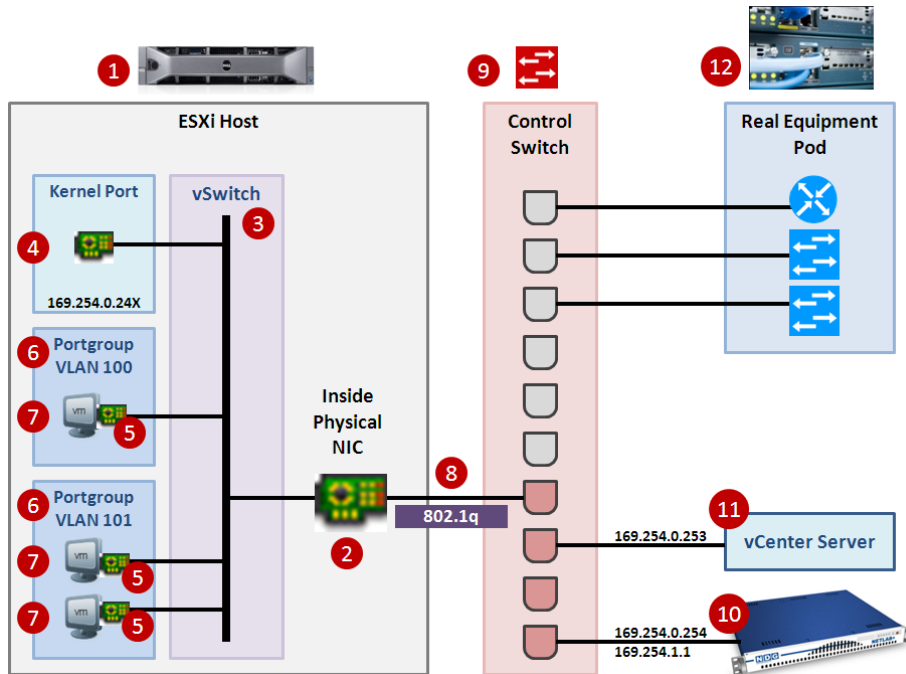 1
9
12
ESXi Host
Control
Switch
Real Equipment
Pod
Kernel Port
vSwitch
3
4
169.254.0.24X
6
Portgroup
VLAN 100
7
vm
5
Inside
Physical
NIC
8
802.1q
2
6
Portgroup
VLAN 101
7
vm
5
7
vm
5
11
169.254.0.253
vCenter Server
10
169.254.0.254
169.254.1.1
NDG
NETLAB+